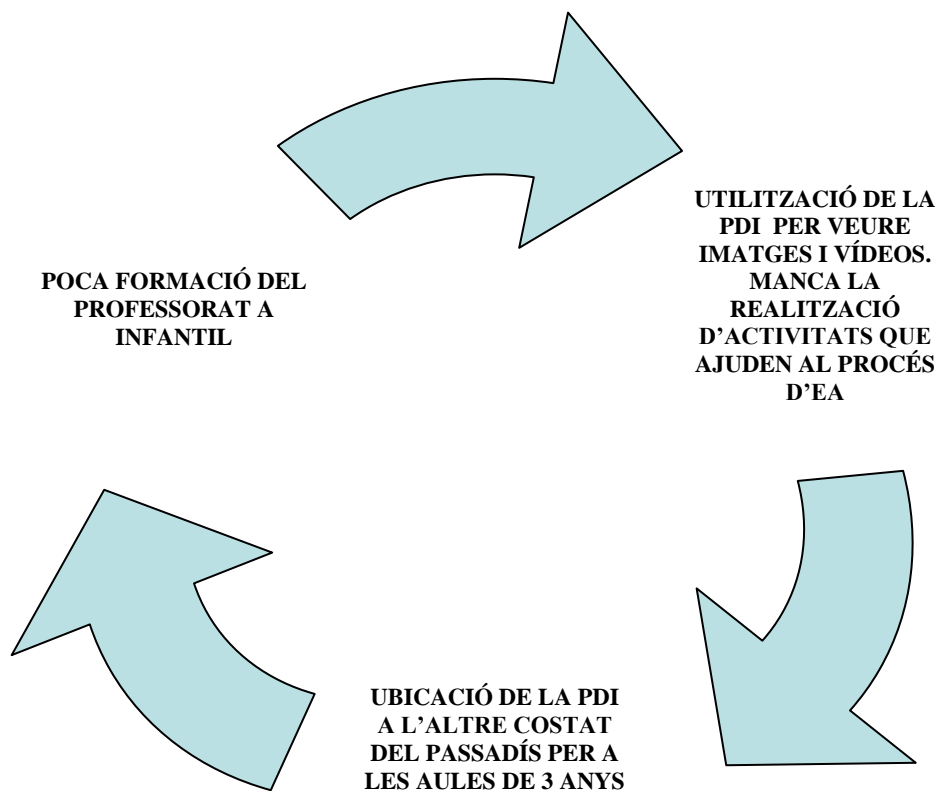 POCA FORMACIÓ DEL
PROFESSORAT A
INFANTIL
UTILITZACIÓ DE LA
PDI PER VEURE
IMATGES I VÍDEOS.
MANCA LA
REALITZACIÓ
D’ACTIVITATS QUE
AJUDEN AL PROCÉS
D’EA
UBICACIÓ DE LA PDI
A L’ALTRE COSTAT
DEL PASSADÍS PER A
LES AULES DE 3 ANYS